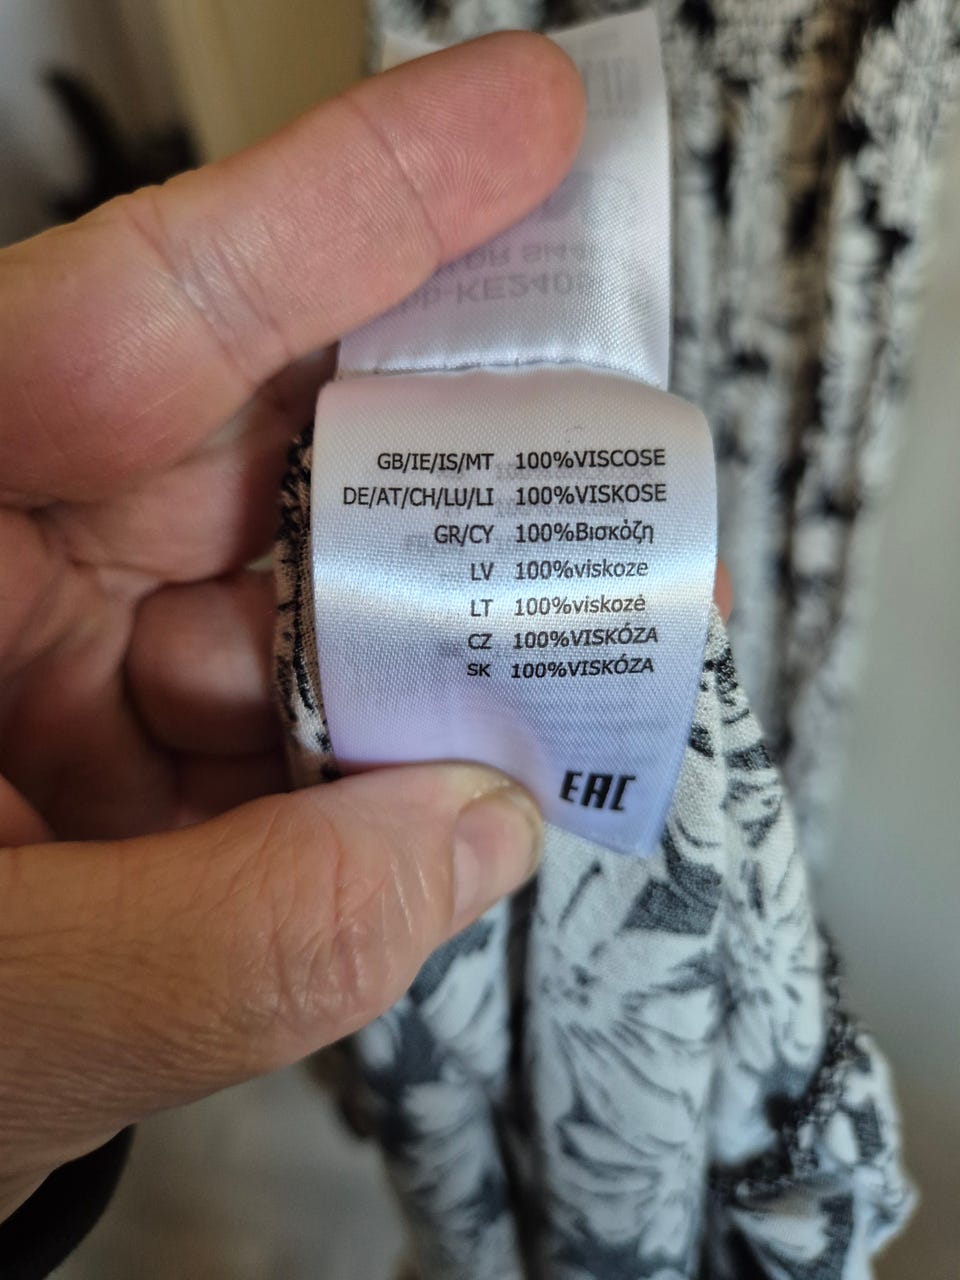 GB/IE/IS/MT 100%VISCOSE
DE/AT/CH/LU/LI 100%VISKOSE
GR/CY 100%Βισκόζη
LV 100%viskoze
LT 100%viskozė
CZ 100%VISKÓZA
SK 100%VISKÓZA
EAC